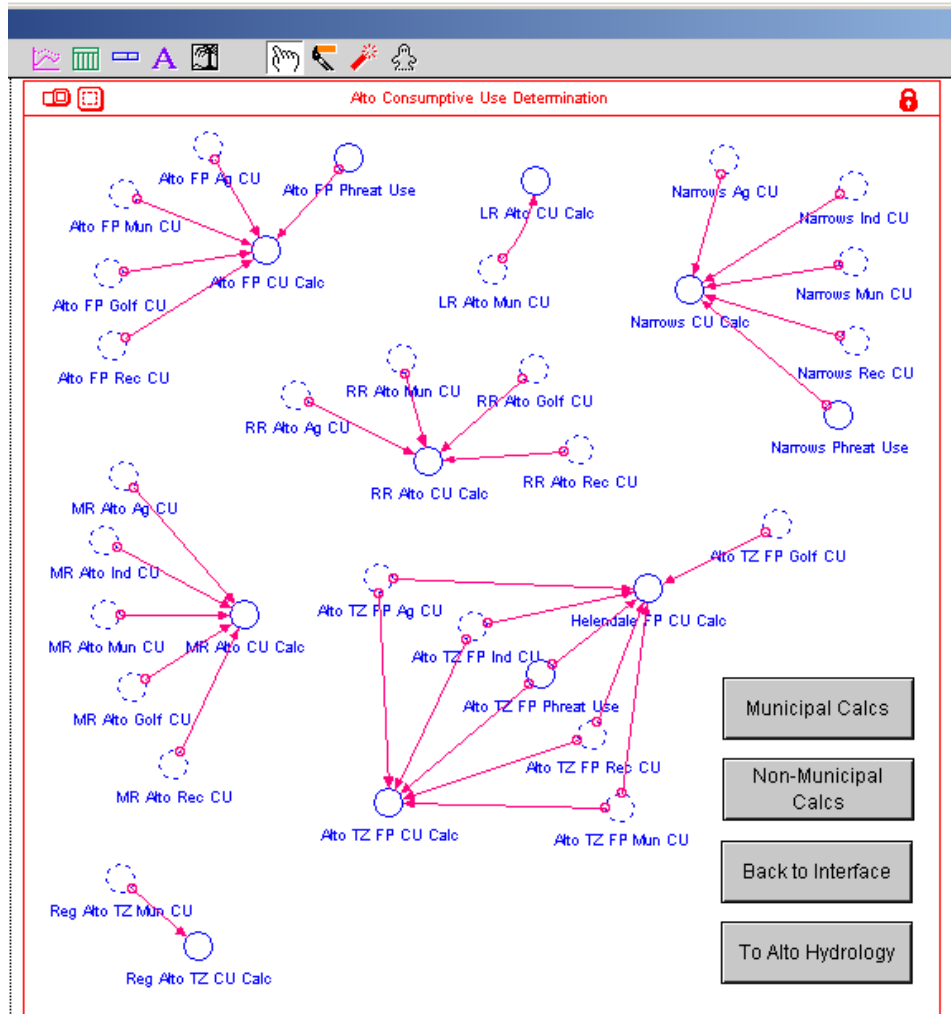 Alto Consumptive Use Determination
Alto FP Ag CU
Alto FP Phreat Use
Alto FP Mun CU
Alto FP CU Calc
Alto FP Golf CU
Alto FP Rec CU
LR Alto CU Calc
LR Alto Mun CU
Narrows Ag CU
Narrows Ind CU
Narrows Mun CU
Narrows CU Calc
Narrows Rec CU
Narrows Phreat Use
RR Alto Mun CU
RR Alto Golf CU
RR Alto Ag CU
RR Alto CU Calc
RR Alto Rec CU
MR Alto Ag CU
MR Alto Ind CU
MR Alto Mun CU
MR Alto CU Calc
MR Alto Golf CU
MR Alto Rec CU
Alto TZ FP Golf CU
Alto TZ FP Ag CU
Helendale FP CU Calc
Alto TZ FP Ind CU
Alto TZ FP Phreat Use
Alto TZ FP Rec CU
Alto TZ FP CU Calc
Alto TZ FP Mun CU
Reg Alto TZ Mun CU
Reg Alto TZ CU Calc
Municipal Calcs
Non-Municipal
Calcs
Back to Interface
To Alto Hydrology